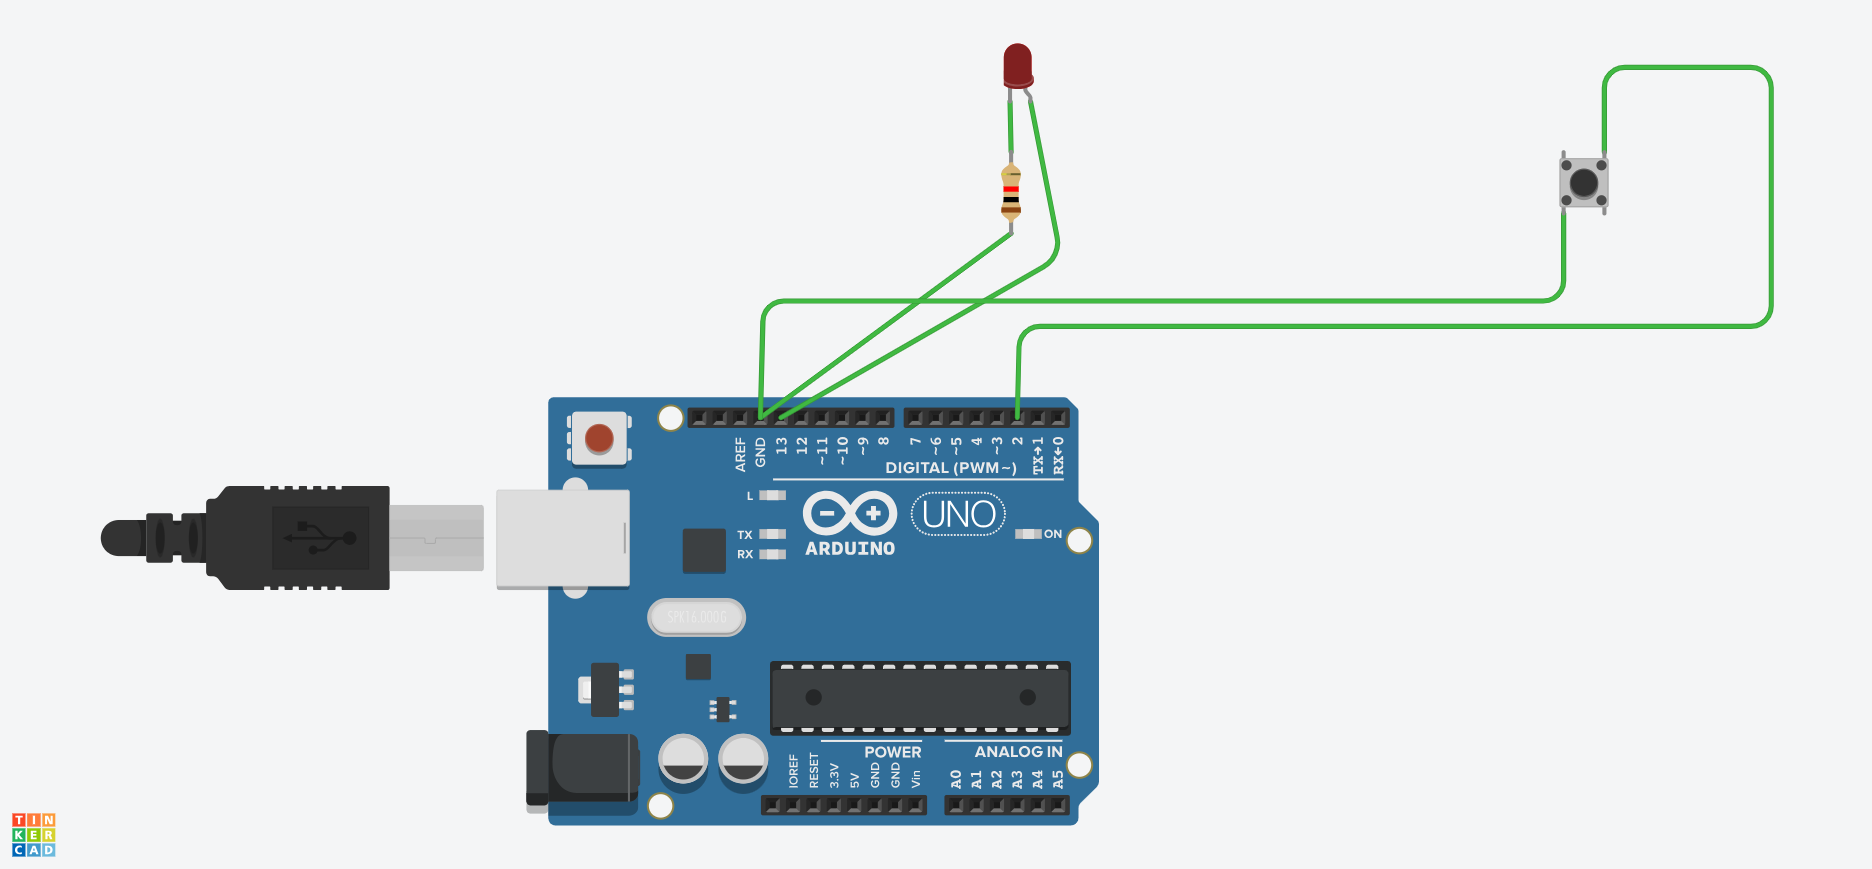 AREF
GND
13
12
~11
~10
~9
8
7
~6
~5
4
~3
2
TX→1
RX←0
DIGITAL (PWM~)
L
TX
RX
ARDUINO
UNO
ON
SPK16.000G
POWER
ANALOG IN
IOREF
RESET
3.3V
5V
GND
GND
Vin
A0
A1
A2
A3
A4
A5
TIN
KER
CAD